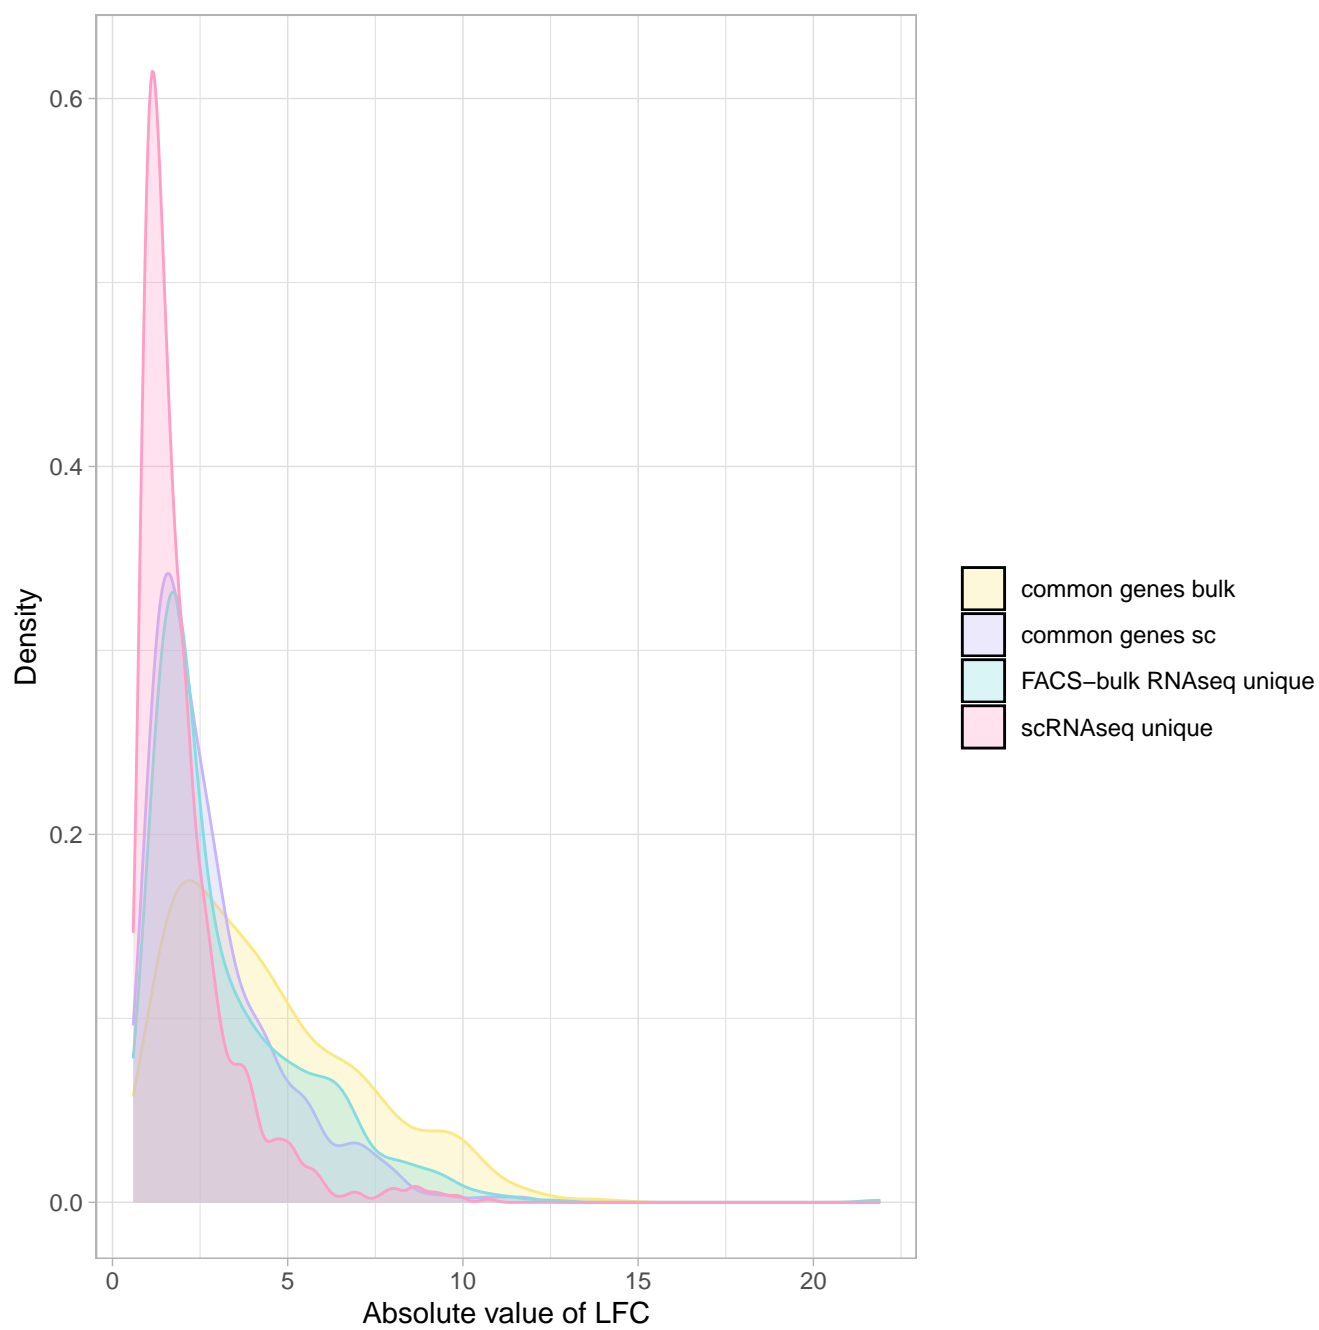 Density
0.6
0.4
0.2
0.0
0 5 10 15 20
Absolute value of LFC
common genes bulk
common genes sc
FACS−bulk RNAseq unique
scRNAseq unique